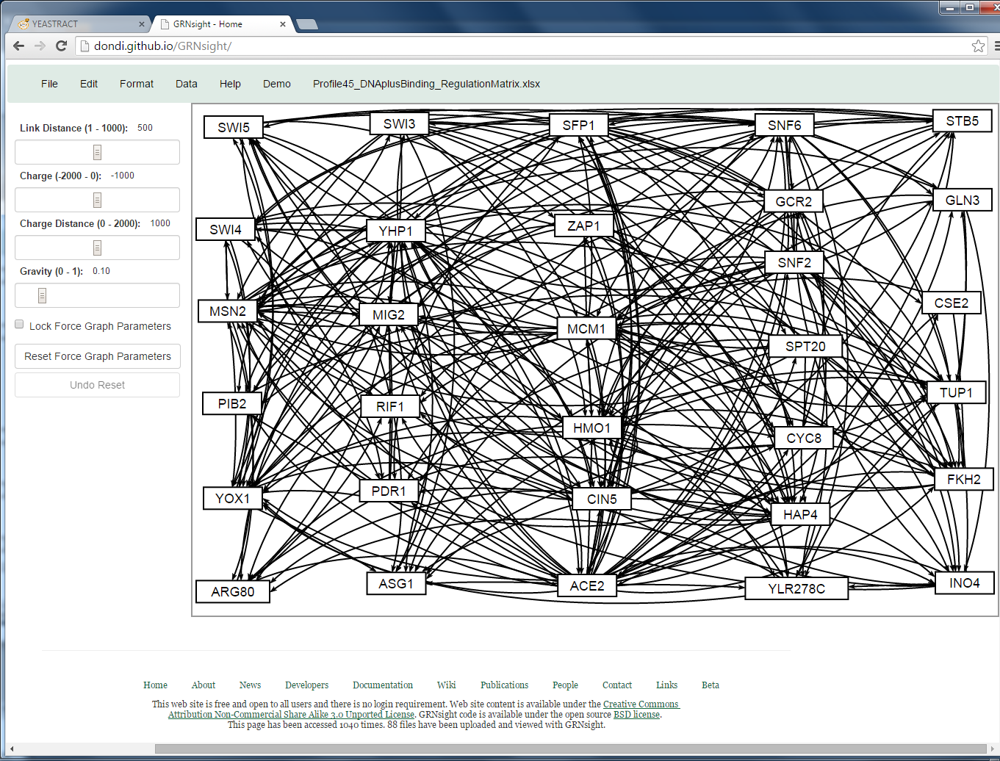 YEASTRACT
GRNsight - Home
dondi.github.io/GRNsight/
File Edit Format Data Help Demo Profile45_DNAplusBinding_RegulationMatrix.xlsx
Link Distance (1 - 1000): 500
Charge (-2000 - 0): -1000
Charge Distance (0 - 2000): 1000
Gravity (0 - 1): 0.10
Lock Force Graph Parameters
Reset Force Graph Parameters
Undo Reset
SWI5 SWI3 SFP1 SNF6 STB5
GCR2 GLN3
SWI4 YHP1 ZAP1
SNF2
MSN2 MIG2 MCM1 CSE2
SPT20
PIB2 RIF1 TUP1
HMO1 CYC8
YOX1 PDR1 CIN5 FKH2
HAP4
ARG80 ASG1 ACE2 YLR278C INO4
Home About News Developers Documentation Wiki Publications People Contact Links Beta
This web site is free and open to all users and there is no login requirement. Web site content is available under the Creative Commons
Attribution Non-Commercial Share Alike 3.0 Unported License. GRNsight code is available under the open source BSD license.
This page has been accessed 1040 times. 88 files have been uploaded and viewed with GRNsight.